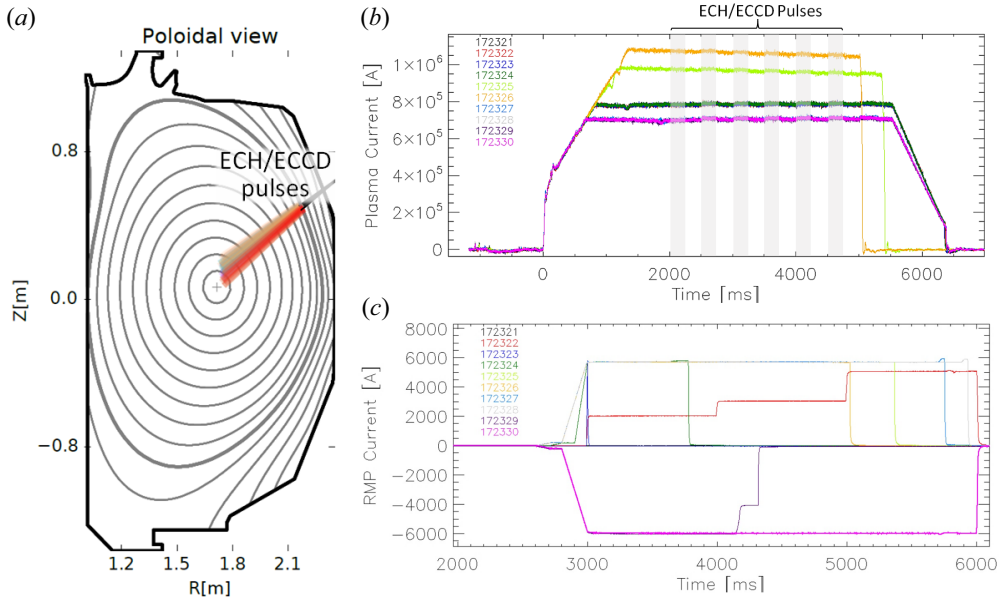 (a)
Poloidal view
ECH/ECCD
pulses
Z[m]
0.8
0.0
−0.8
1.2 1.5 1.8 2.1
R[m]
(b)
ECH/ECCD Pulses
172321
172322
172323
172324
172325
172326
172327
172328
172329
172330
Plasma Current [A]
1×10⁶
8×10⁵
6×10⁵
4×10⁵
2×10⁵
0
0 2000 4000 6000
Time [ms]
(c)
172321
172322
172323
172324
172325
172326
172327
172328
172329
172330
RMP Current [A]
8000
6000
4000
2000
0
−2000
−4000
−6000
−8000
2000 3000 4000 5000 6000
Time [ms]